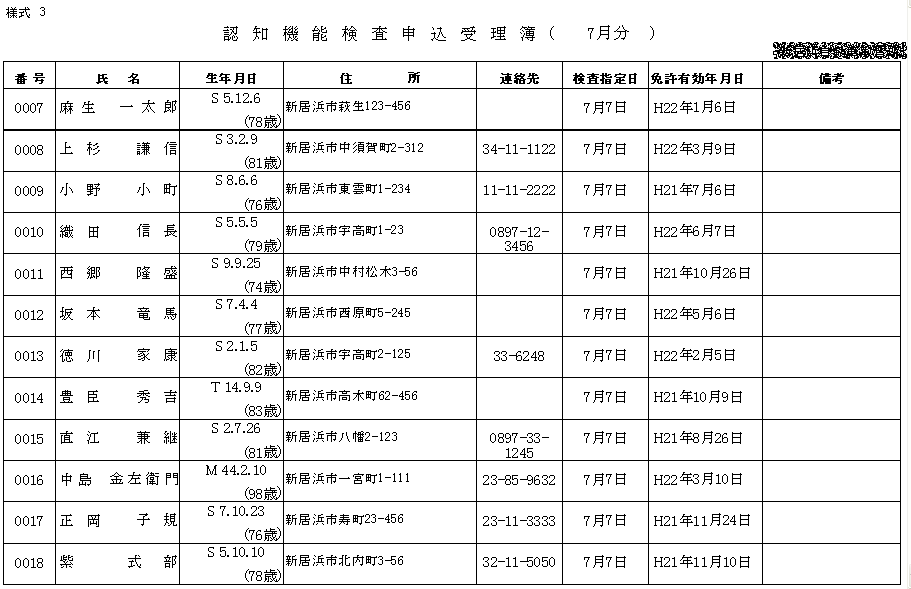 様式 3
認知機能検査申込受理簿( 7月分 )
番号 氏名 生年月日 住所 連絡先 検査指定日 免許有効年月日 備考
0007 麻生 一太郎 S 5.12.6 (78歳) 新居浜市萩生123-456 7月7日 H22年1月6日
0008 上杉 謙信 S 3.2.9 (81歳) 新居浜市中須賀町2-312 34-11-1122 7月7日 H22年3月9日
0009 小野 小町 S 8.6.6 (76歳) 新居浜市東雲町1-234 11-11-2222 7月7日 H21年7月6日
0010 織田 信長 S 5.5.5 (79歳) 新居浜市宇高町1-23 0897-12-3456 7月7日 H22年6月7日
0011 西郷 隆盛 S 9.9.25 (74歳) 新居浜市中村松木3-56 7月7日 H21年10月26日
0012 坂本 竜馬 S 7.4.4 (77歳) 新居浜市西原町5-245 7月7日 H22年5月6日
0013 徳川 家康 S 2.1.5 (82歳) 新居浜市宇高町2-125 33-6248 7月7日 H22年2月5日
0014 豊臣 秀吉 T 14.9.9 (83歳) 新居浜市高木町62-456 7月7日 H21年10月9日
0015 直江 兼継 S 2.7.26 (81歳) 新居浜市八幡2-123 0897-33-1245 7月7日 H21年8月26日
0016 中島 金左衛門 M 44.2.10 (98歳) 新居浜市一宮町1-111 23-85-9632 7月7日 H22年3月10日
0017 正岡 子規 S 7.10.23 (76歳) 新居浜市寿町23-456 23-11-3333 7月7日 H21年11月24日
0018 紫 式部 S 5.10.10 (78歳) 新居浜市北内町3-56 32-11-5050 7月7日 H21年11月10日